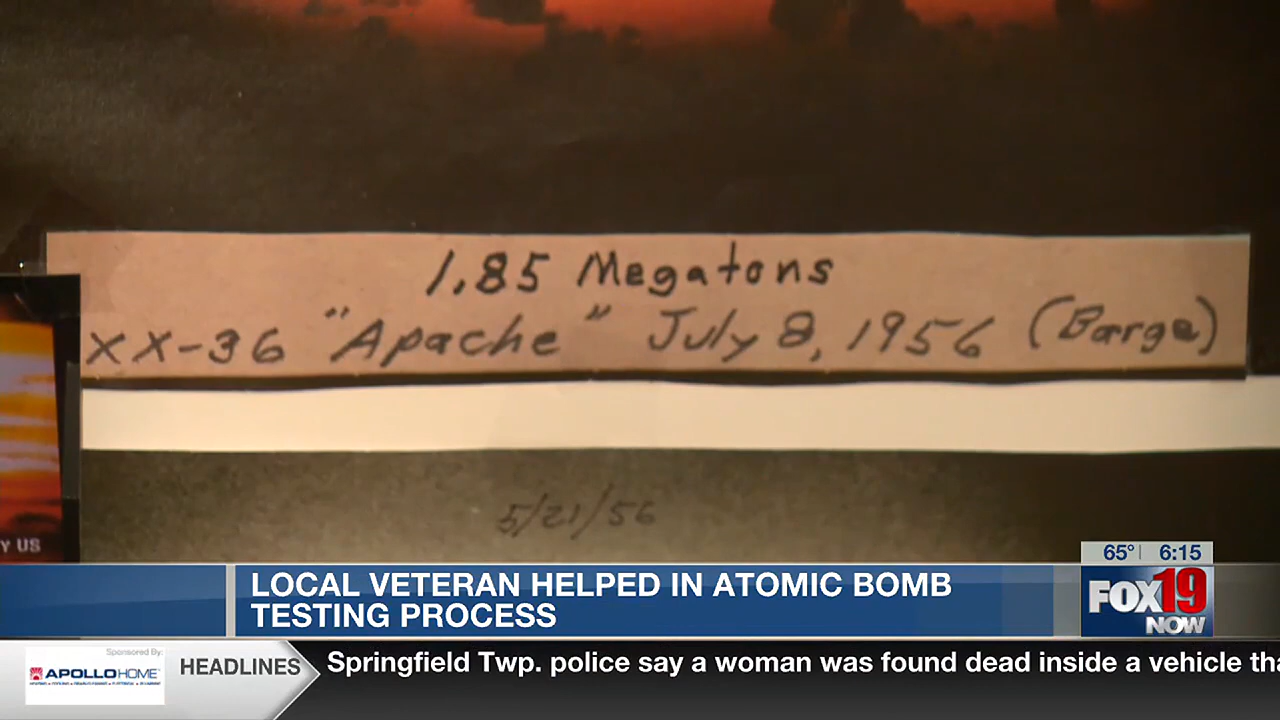 1.85 Megatons
XX-36 "Apache" July 8, 1956 (Barge)
5/21/56
Y US
65° 6:15
LOCAL VETERAN HELPED IN ATOMIC BOMB
TESTING PROCESS
FOX19
NOW
Sponsored By:
APOLLOHOME
HEADLINES
Springfield Twp. police say a woman was found dead inside a vehicle tha